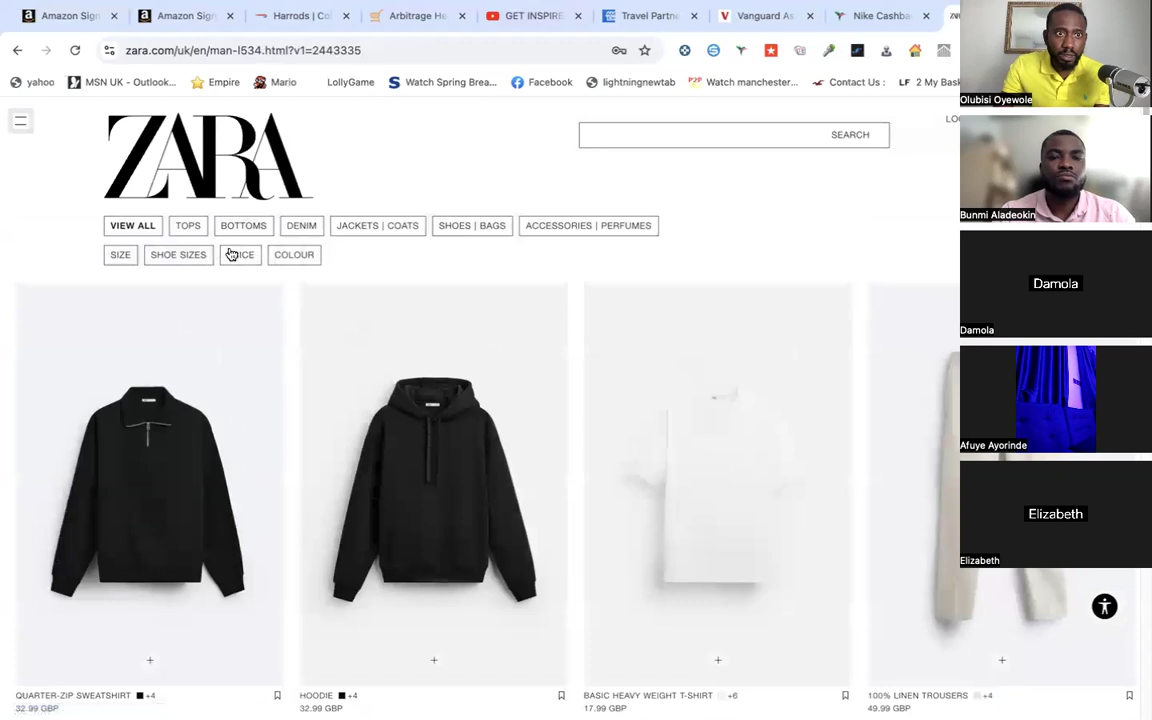 Amazon Sign
Amazon Sign
Harrods | Col
Arbitrage He
GET INSPIRE
Travel Partne
Vanguard As
Nike Cashba
zara.com/uk/en/man-l534.html?v1=2443335
yahoo
MSN UK - Outlook...
Empire
Mario
LollyGame
Watch Spring Brea...
Facebook
lightningnewtab
P2P Watch manchester...
Contact Us :
LF 2 My Bask
ZARA
SEARCH
LO
VIEW ALL
TOPS
BOTTOMS
DENIM
JACKETS | COATS
SHOES | BAGS
ACCESSORIES | PERFUMES
SIZE
SHOE SIZES
ICE
COLOUR
QUARTER-ZIP SWEATSHIRT +4
32.99 GBP
HOODIE +4
32.99 GBP
BASIC HEAVY WEIGHT T-SHIRT +6
17.99 GBP
100% LINEN TROUSERS +4
49.99 GBP
Olubisi Oyewole
Bunmi Aladeokin
Damola
Damola
Afuye Ayorinde
Elizabeth
Elizabeth